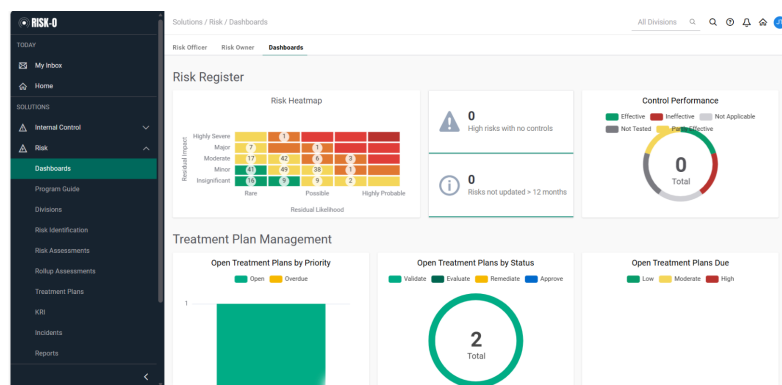 RISK-O
TODAY
My Inbox
Home
SOLUTIONS
Internal Control
Risk
Dashboards
Program Guide
Divisions
Risk Identification
Risk Assessments
Rollup Assessments
Treatment Plans
KRI
Incidents
Reports
Solutions / Risk / Dashboards
All Divisions
Risk Officer Risk Owner Dashboards
Risk Register
Risk Heatmap
Residual Impact
Highly Severe 1
Major 7 1
Moderate 17 42 6 3
Minor 41 49 38 1
Insignificant 16 9 9 2
Rare Possible Highly Probable
Residual Likelihood
0
High risks with no controls
0
Risks not updated > 12 months
Control Performance
Effective Ineffective Not Applicable
Not Tested Partly Effective
0
Total
Treatment Plan Management
Open Treatment Plans by Priority
Open Overdue
1
Open Treatment Plans by Status
Validate Evaluate Remediate Approve
2
Total
Open Treatment Plans Due
Low Moderate High